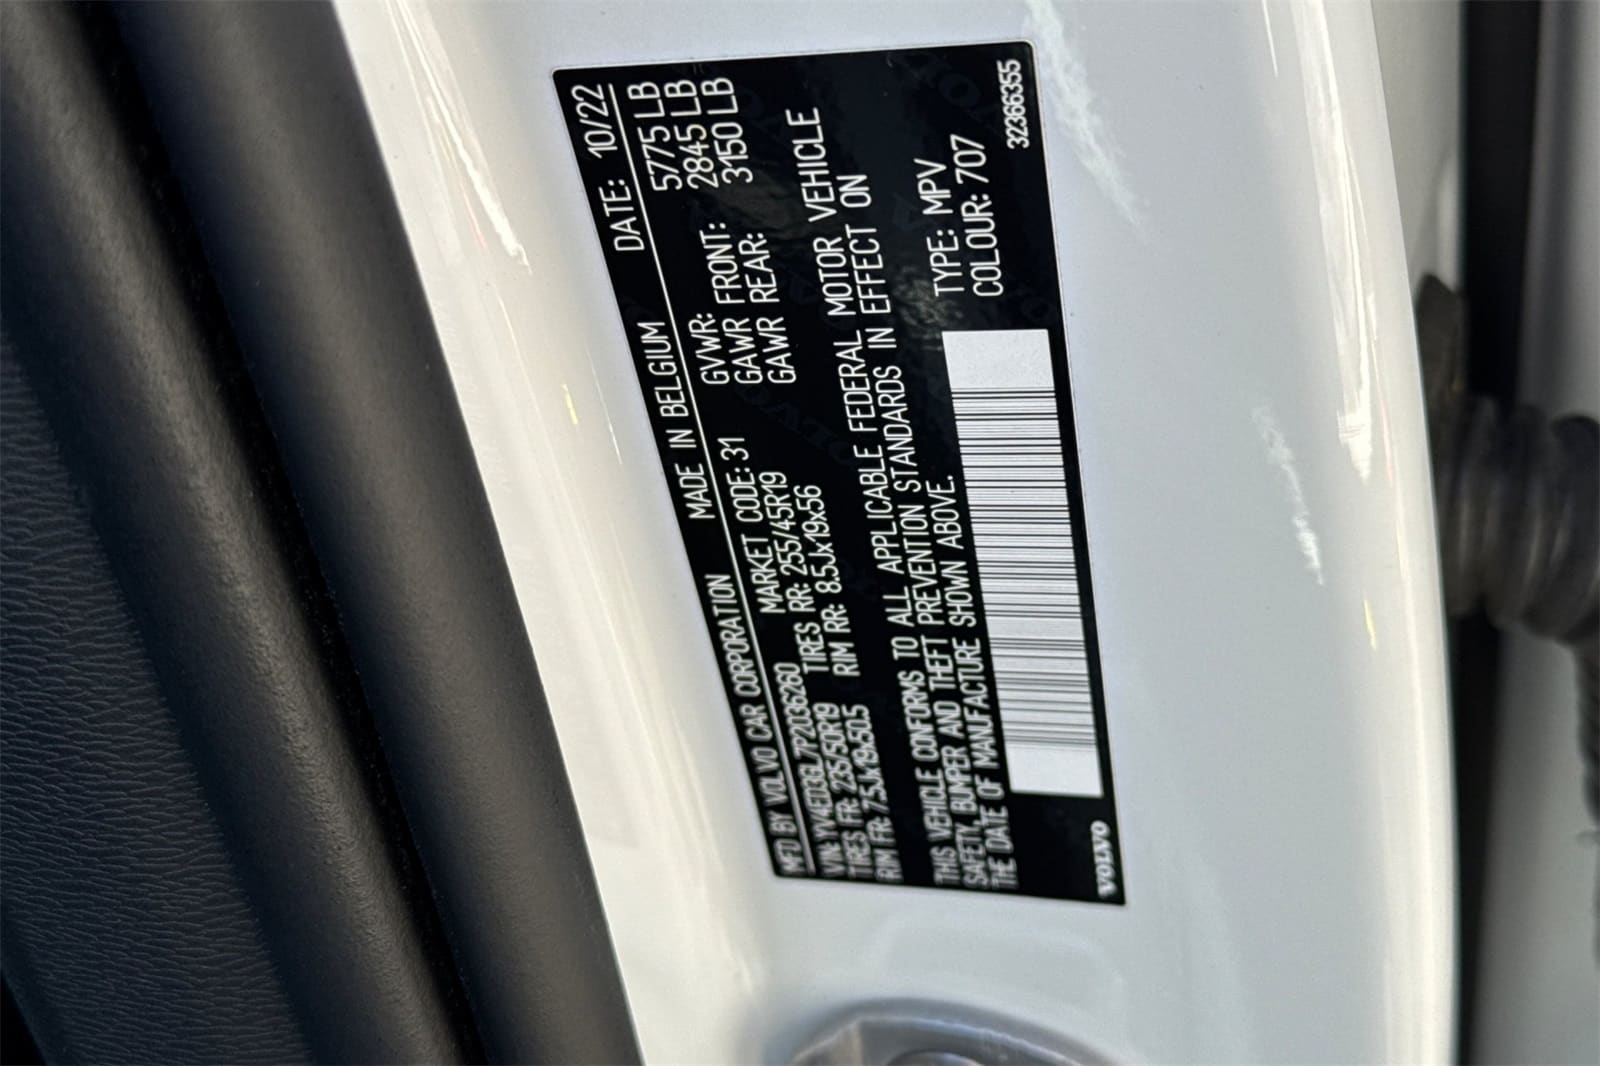 MFD BY VOLVO CAR CORPORATION MADE IN BELGIUM DATE: 10/22
VIN: YV4ED3GL7P2036260 MARKET CODE: 31 GVWR: 5775 LB
TIRES FR: 235/50R19 TIRES RR: 255/45R19 GAWR FRONT: 2845 LB
RIM FR: 7.5Jx19x50.5 RIM RR: 8.5Jx19x56 GAWR REAR: 3150 LB
THIS VEHICLE CONFORMS TO ALL APPLICABLE FEDERAL MOTOR VEHICLE
SAFETY, BUMPER AND THEFT PREVENTION STANDARDS IN EFFECT ON
THE DATE OF MANUFACTURE SHOWN ABOVE.
TYPE: MPV
COLOUR: 707
VOLVO 32366355